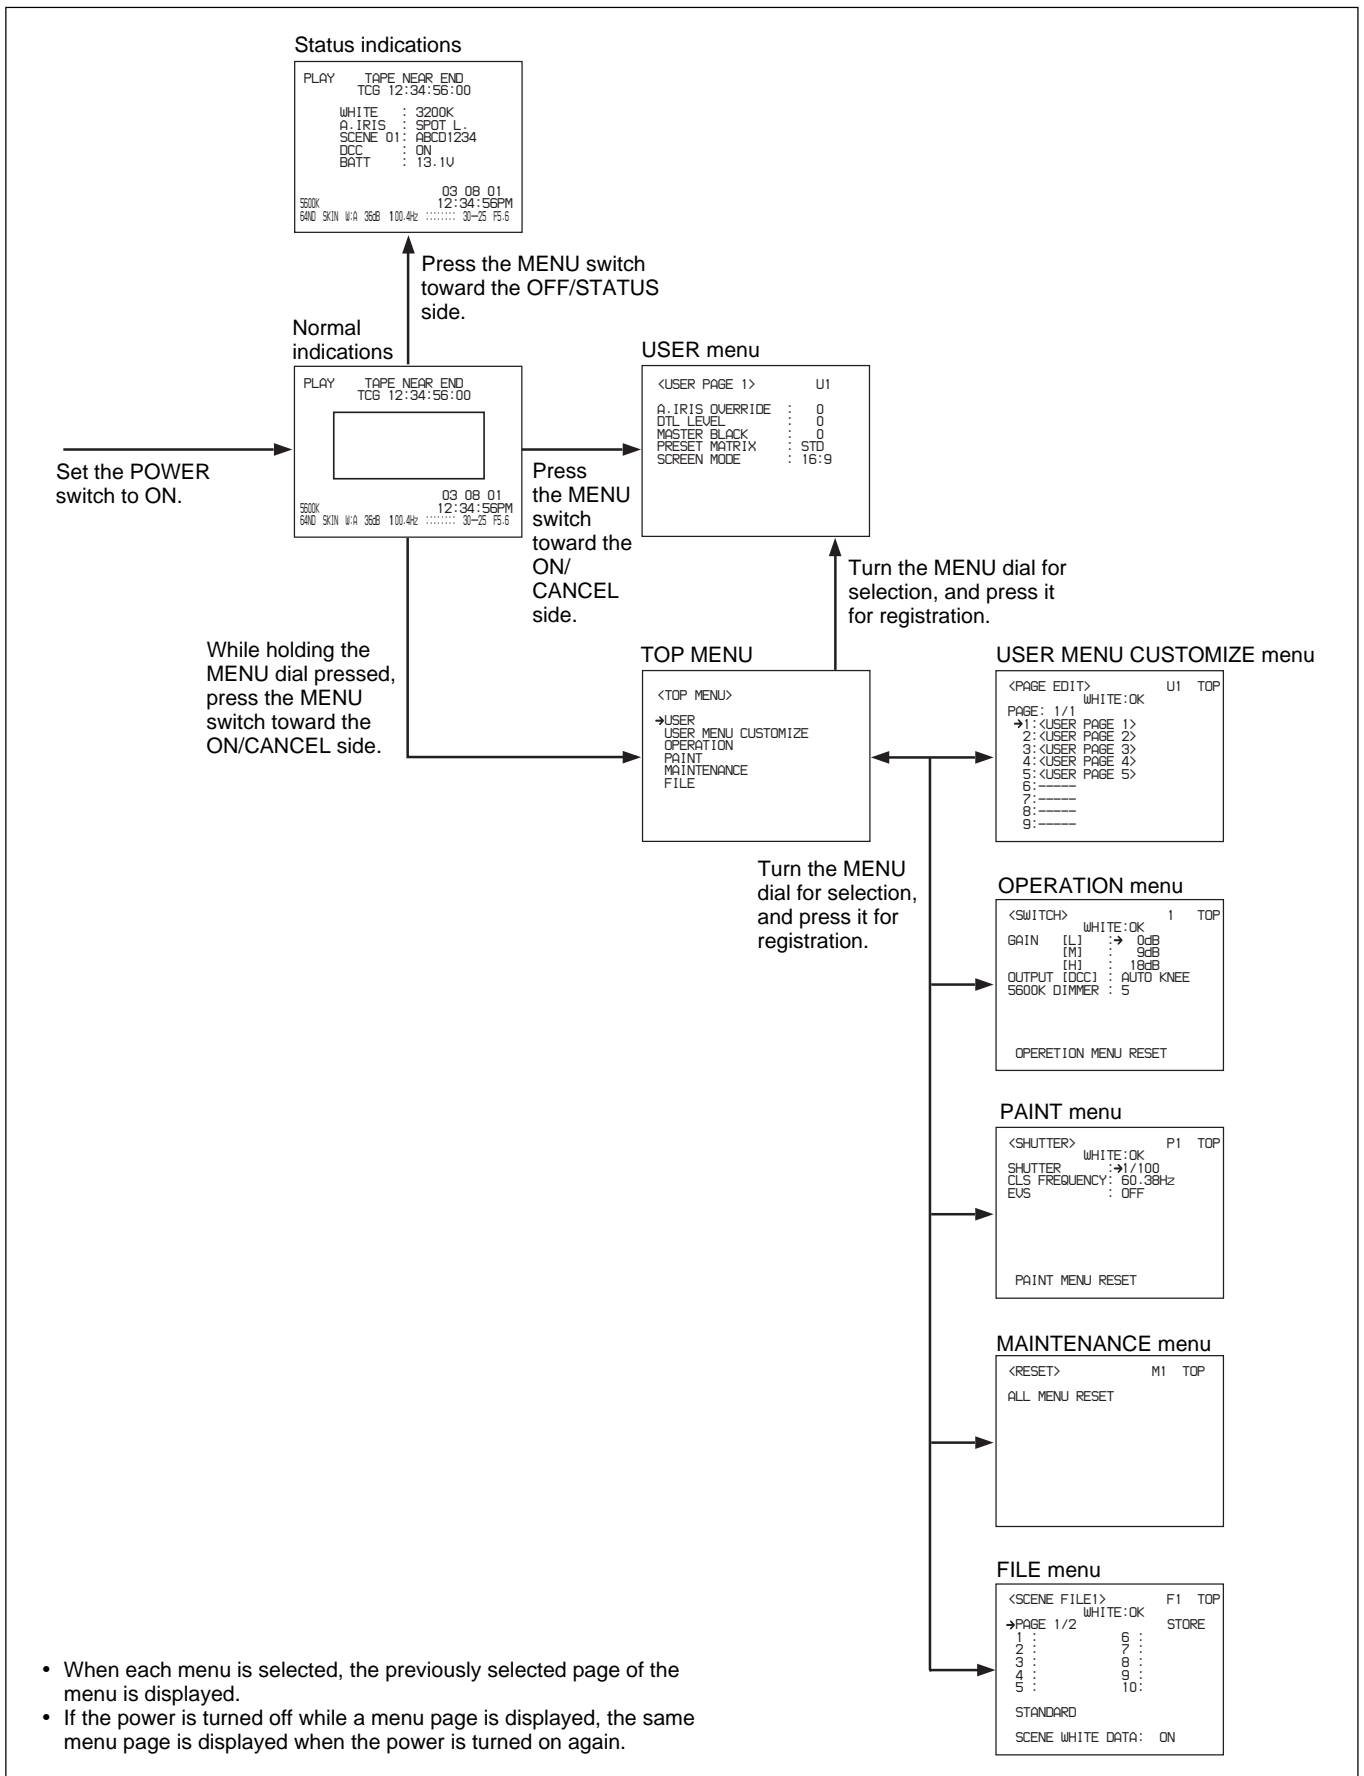 Status indications
PLAY TAPE NEAR END
TCG 12:34:56:00
WHITE : 3200K
A.IRIS : SPOT L.
SCENE 01: ABCD1234
DCC : ON
BATT : 13.1V
03 08 01
5600K 12:34:56PM
64ND SKIN W:A 36dB 100.4Hz :::::::: 30—25 F5.6
Press the MENU switch
toward the OFF/STATUS
side.
Normal
indications
PLAY TAPE NEAR END
TCG 12:34:56:00
03 08 01
5600K 12:34:56PM
64ND SKIN W:A 36dB 100.4Hz :::::::: 30—25 F5.6
Set the POWER
switch to ON.
Press
the MENU
switch
toward the
ON/
CANCEL
side.
USER menu
<USER PAGE 1> U1
A.IRIS OVERRIDE : 0
DTL LEVEL : 0
MASTER BLACK : 0
PRESET MATRIX : STD
SCREEN MODE : 16:9
Turn the MENU dial for
selection, and press it
for registration.
While holding the
MENU dial pressed,
press the MENU
switch toward the
ON/CANCEL side.
TOP MENU
<TOP MENU>
➔USER
USER MENU CUSTOMIZE
OPERATION
PAINT
MAINTENANCE
FILE
Turn the MENU
dial for selection,
and press it for
registration.
USER MENU CUSTOMIZE menu
<PAGE EDIT> U1 TOP
WHITE:OK
PAGE: 1/1
➔1:<USER PAGE 1>
2:<USER PAGE 2>
3:<USER PAGE 3>
4:<USER PAGE 4>
5:<USER PAGE 5>
6:-----
7:-----
8:-----
9:-----
OPERATION menu
<SWITCH> 1 TOP
WHITE:OK
GAIN [L] :➔ 0dB
[M] : 9dB
[H] : 18dB
OUTPUT [DCC] : AUTO KNEE
5600K DIMMER : 5
OPERETION MENU RESET
PAINT menu
<SHUTTER> P1 TOP
WHITE:OK
SHUTTER :➔1/100
CLS FREQUENCY: 60.38Hz
EVS : OFF
PAINT MENU RESET
MAINTENANCE menu
<RESET> M1 TOP
ALL MENU RESET
FILE menu
<SCENE FILE1> F1 TOP
WHITE:OK
➔PAGE 1/2 STORE
1 : 6 :
2 : 7 :
3 : 8 :
4 : 9 :
5 : 10:
STANDARD
SCENE WHITE DATA: ON
• When each menu is selected, the previously selected page of the
menu is displayed.
• If the power is turned off while a menu page is displayed, the same
menu page is displayed when the power is turned on again.